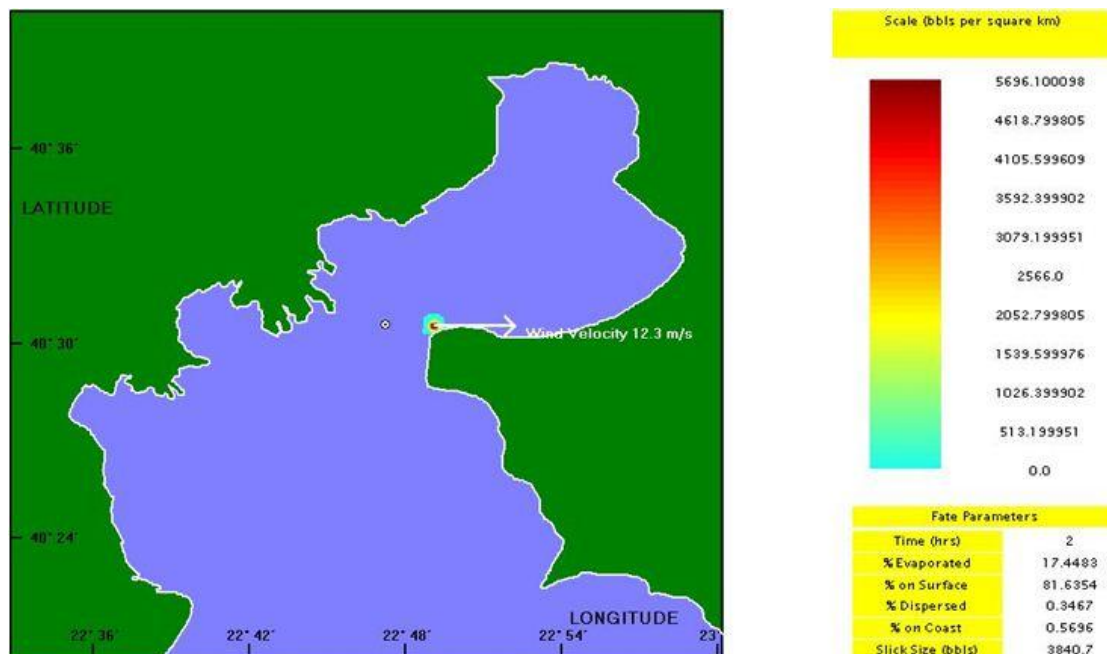 40° 36'
LATITUDE
Wind Velocity 12.3 m/s
40° 30'
40° 24'
LONGITUDE
22° 36' 22° 42' 22° 48' 22° 54' 23
Scale (bbls per square km)
5696.100098
4618.799805
4105.599609
3592.399902
3079.199951
2566.0
2052.799805
1539.599976
1026.399902
513.199951
0.0
Fate Parameters
Time (hrs) 2
% Evaporated 17.4483
% on Surface 81.6354
% Dispersed 0.3467
% on Coast 0.5696
Slick Size (bbls) 3840.7